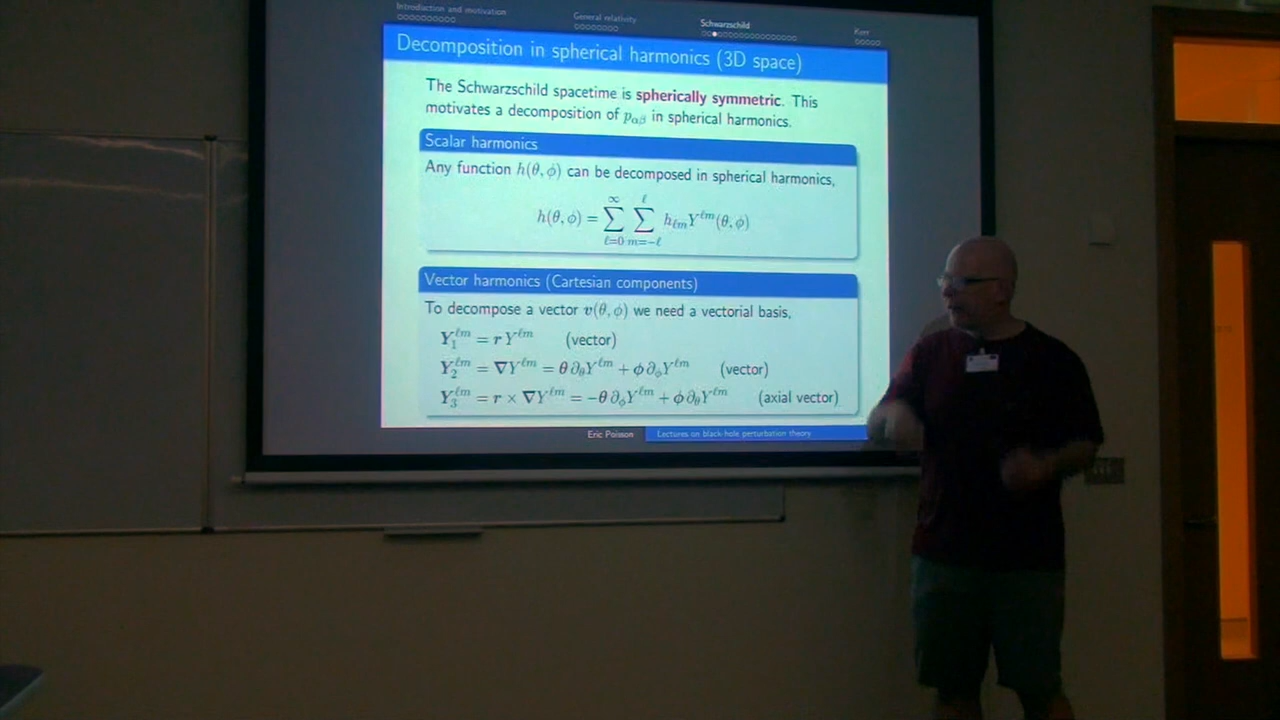 Introduction and motivation
General relativity
Schwarzschild
Kerr
Decomposition in spherical harmonics (3D space)
The Schwarzschild spacetime is spherically symmetric. This
motivates a decomposition of pαβ in spherical harmonics.
Scalar harmonics
Any function h(θ, ϕ) can be decomposed in spherical harmonics,
h(θ, ϕ) = ∑_{ℓ=0}^{∞} ∑_{m=−ℓ}^{ℓ} h_{ℓm} Y^{ℓm}(θ, ϕ)
Vector harmonics (Cartesian components)
To decompose a vector v(θ, ϕ) we need a vectorial basis,
Y_1^{ℓm} = r Y^{ℓm} (vector)
Y_2^{ℓm} = ∇Y^{ℓm} = θ ∂_θ Y^{ℓm} + ϕ ∂_ϕ Y^{ℓm} (vector)
Y_3^{ℓm} = r × ∇Y^{ℓm} = −θ ∂_ϕ Y^{ℓm} + ϕ ∂_θ Y^{ℓm} (axial vector)
Eric Poisson
Lectures on black-hole perturbation theory